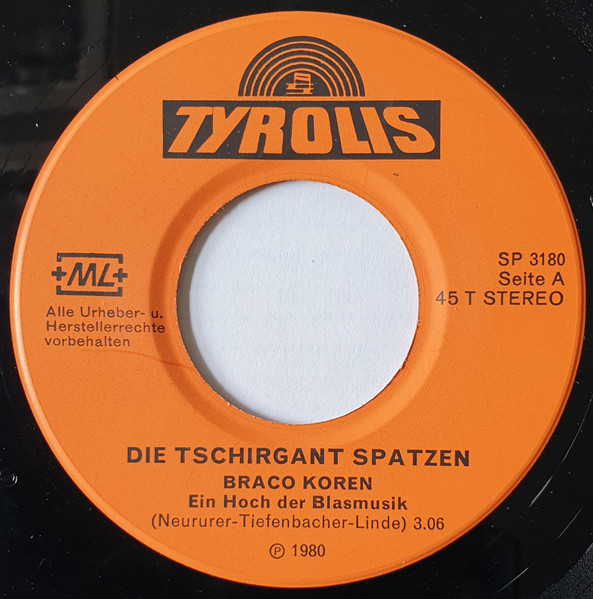 TYROLIS
SP 3180
Seite A
45 T STEREO
+ML+
Alle Urheber- u.
Herstellerrechte
vorbehalten
DIE TSCHIRGANT SPATZEN
BRACO KOREN
Ein Hoch der Blasmusik
(Neururer-Tiefenbacher-Linde) 3.06
℗ 1980